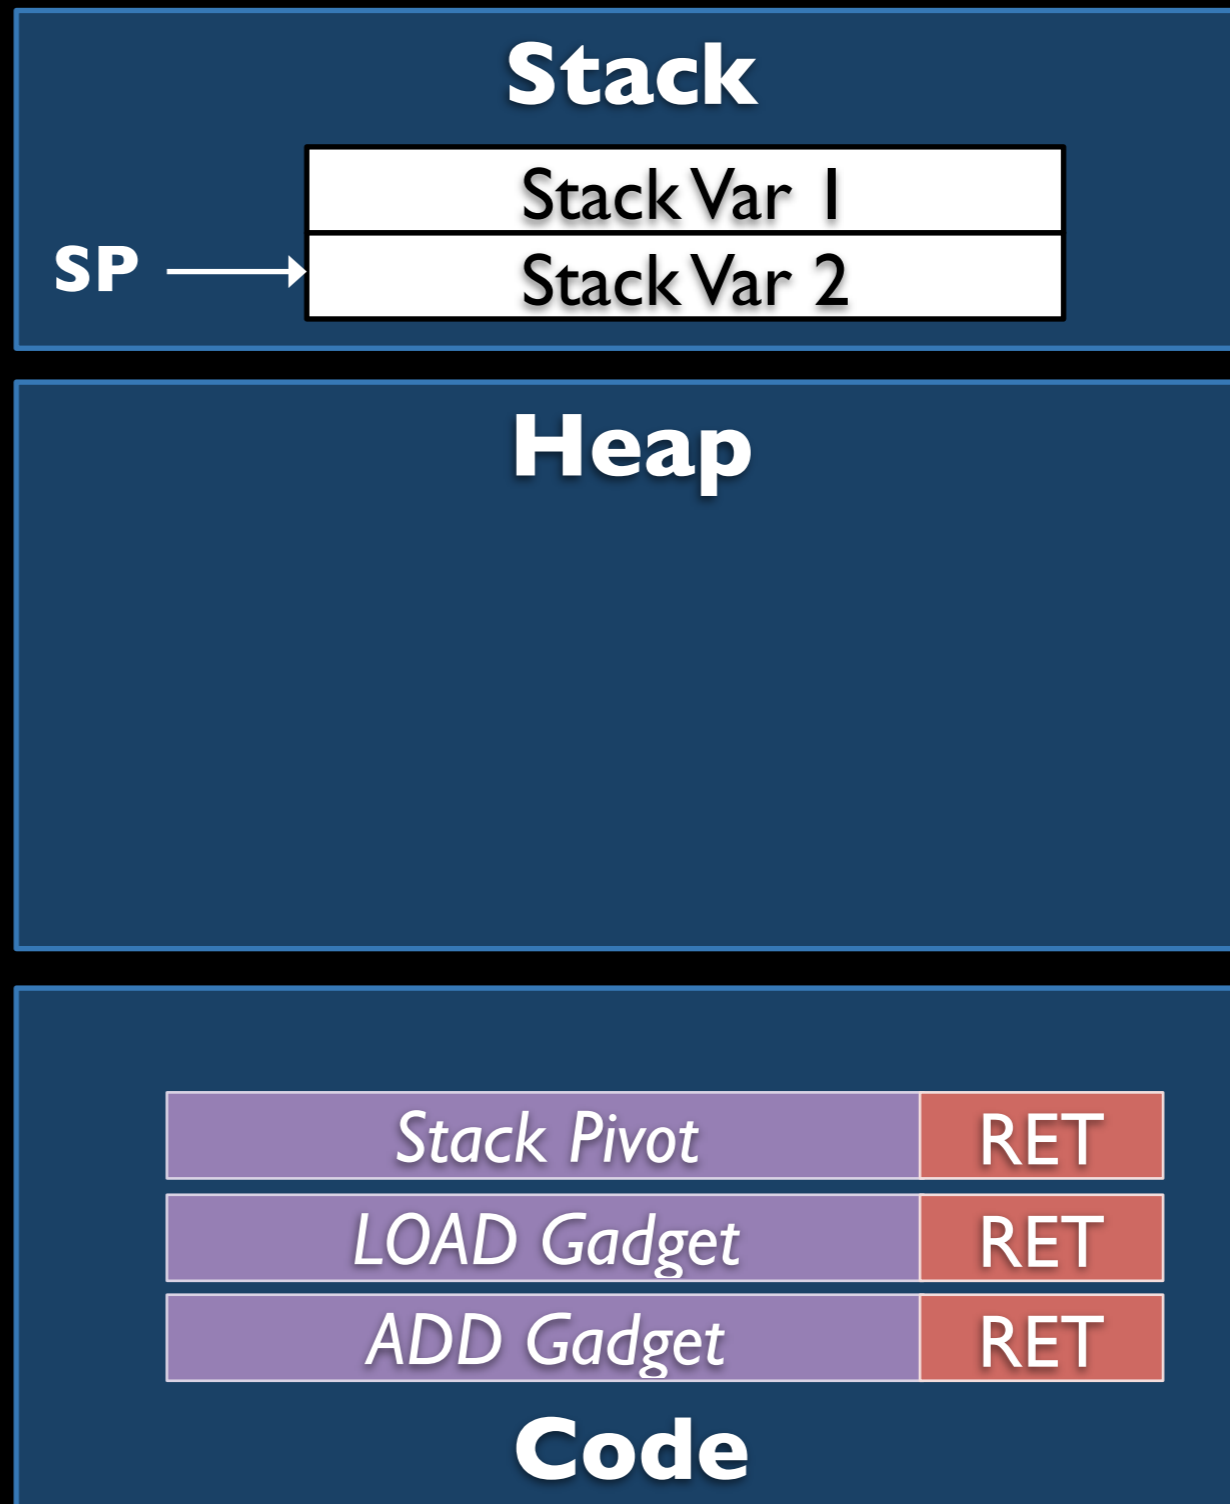 Stack
Stack Var 1
SP
Stack Var 2
Heap
Stack Pivot RET
LOAD Gadget RET
ADD Gadget RET
Code